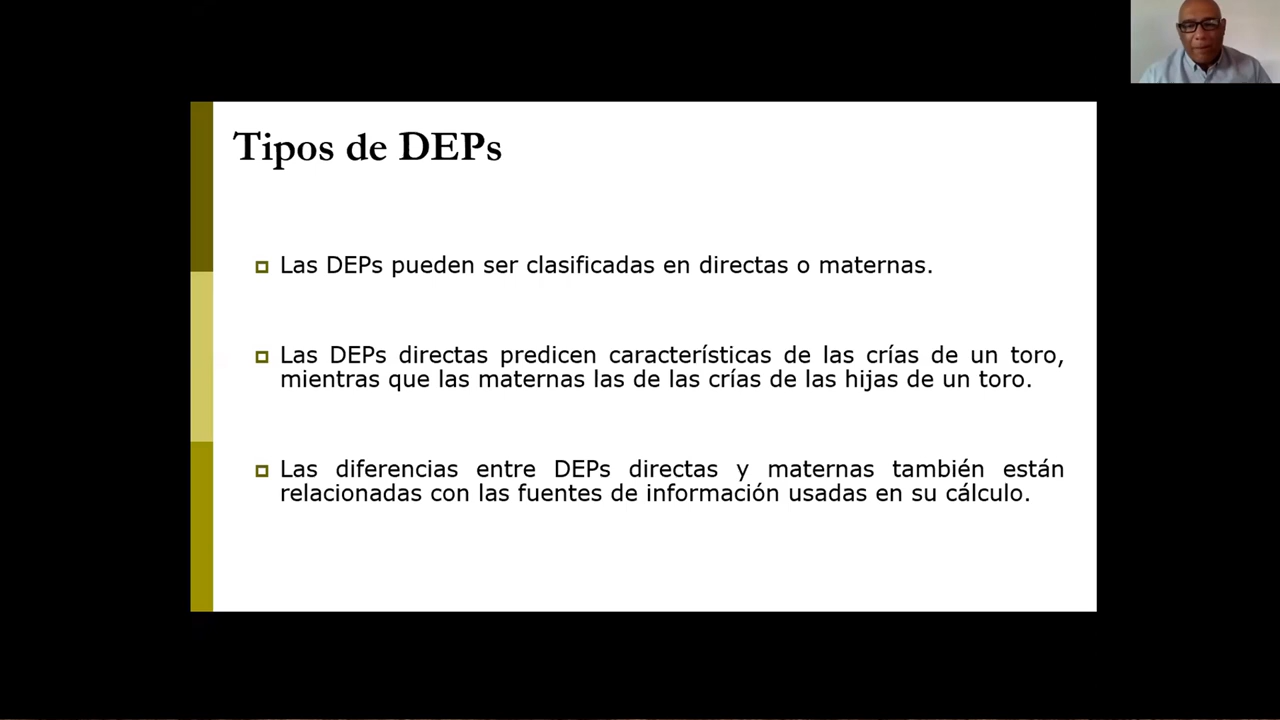 Tipos de DEPs
Las DEPs pueden ser clasificadas en directas o maternas.
Las DEPs directas predicen características de las crías de un toro,
mientras que las maternas las de las crías de las hijas de un toro.
Las diferencias entre DEPs directas y maternas también están
relacionadas con las fuentes de información usadas en su cálculo.